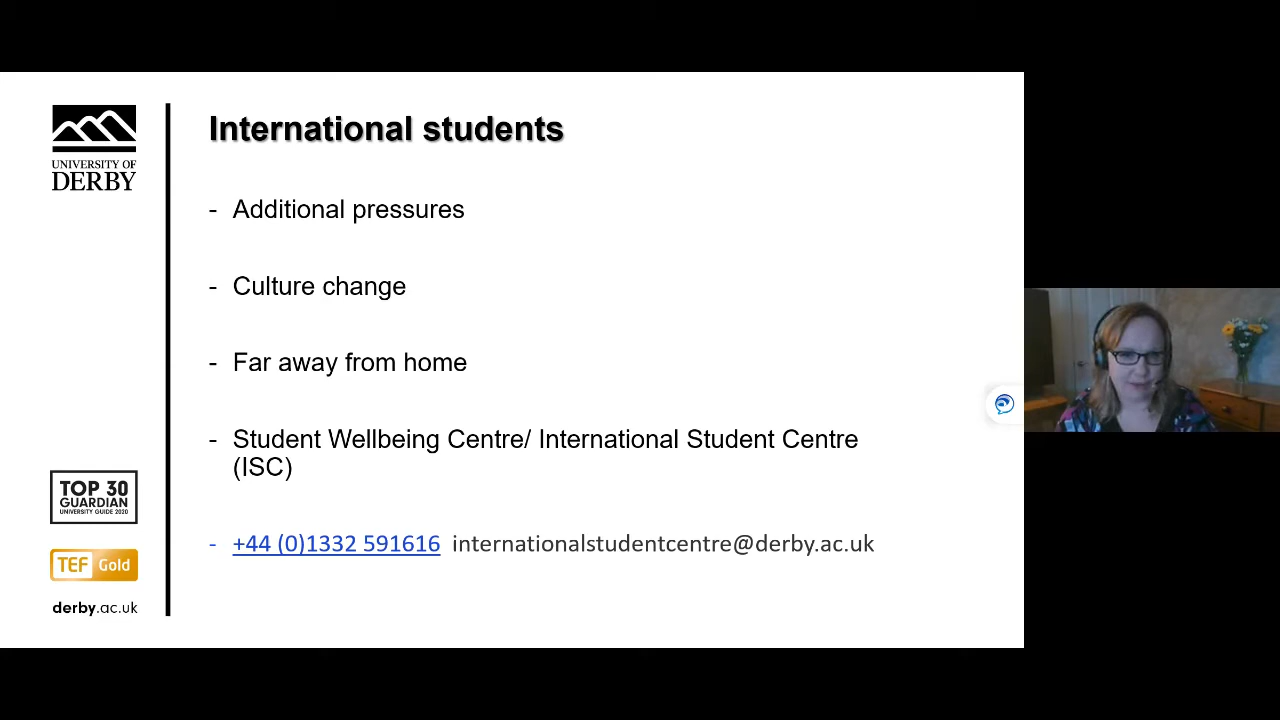 International students
UNIVERSITY OF
DERBY
- Additional pressures
- Culture change
- Far away from home
- Student Wellbeing Centre/ International Student Centre
(ISC)
- +44 (0)1332 591616 internationalstudentcentre@derby.ac.uk
TOP 30
GUARDIAN
UNIVERSITY GUIDE 2020
TEF Gold
derby.ac.uk